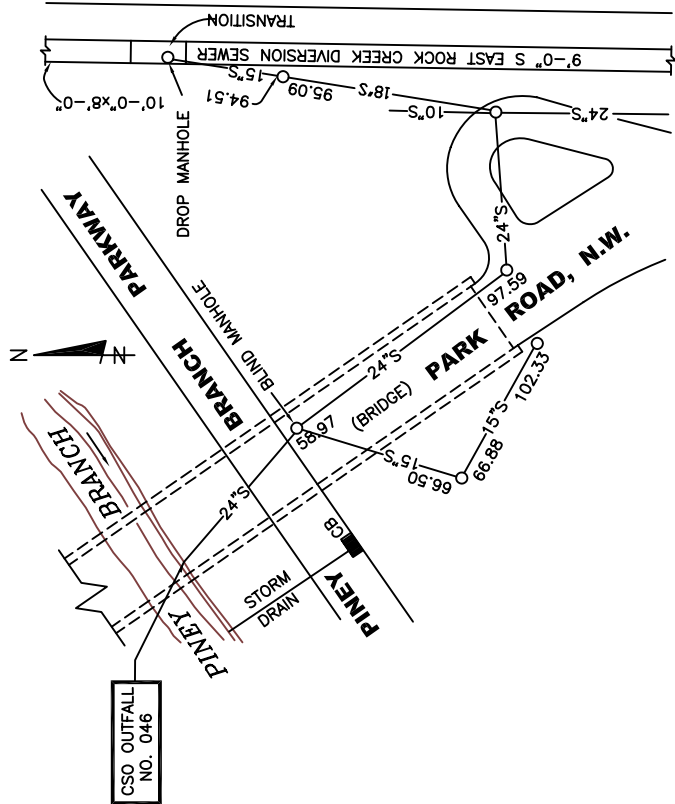 TRANSITION
9'-0" S EAST ROCK CREEK DIVERSION SEWER
10'-0"x8'-0"
15"S
94.51
95.09
18"S
10"S
24"S
DROP MANHOLE
PARKWAY
BRANCH
PINEY
BLIND MANHOLE
N
N
24"S
97.59
PARK ROAD, N.W.
24"S
(BRIDGE)
58.97
15"S
66.50
66.88
15"S
102.33
BRANCH
PINEY
24"S
CB
STORM
DRAIN
CSO OUTFALL
NO. 046